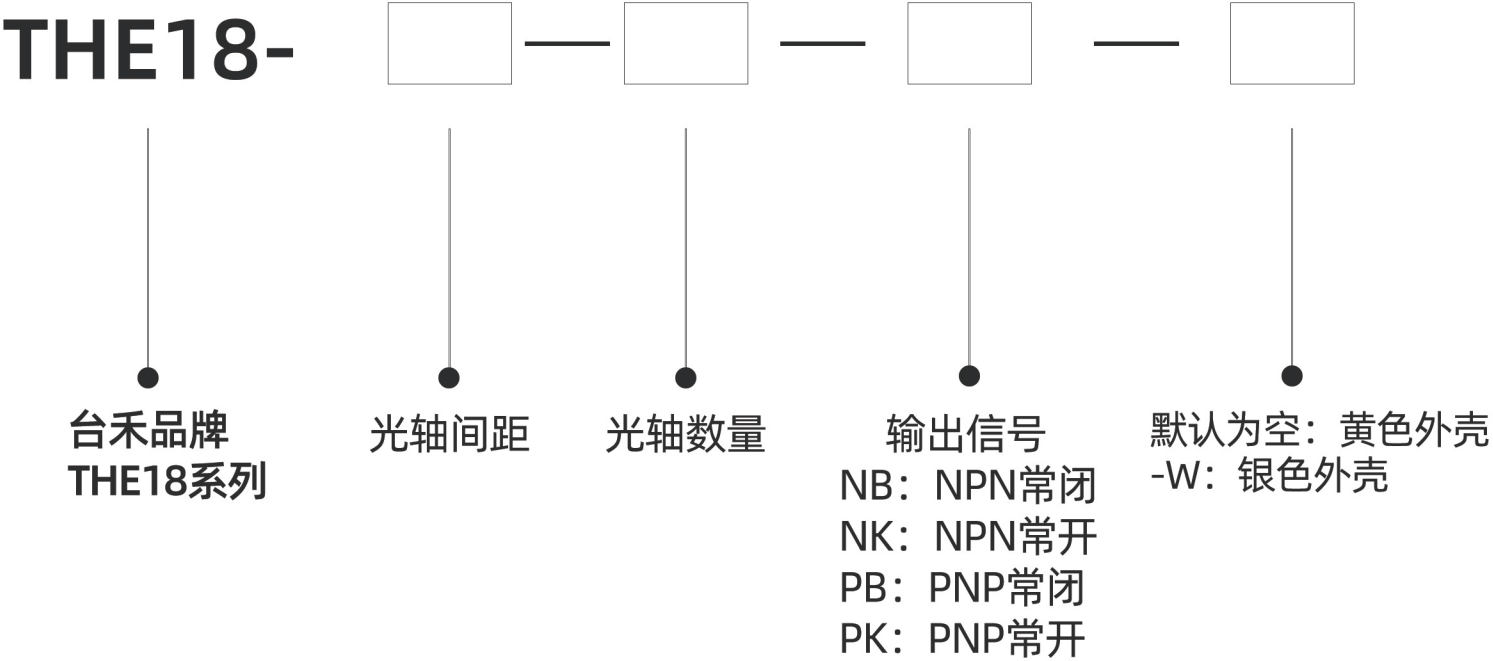 THE18-
台禾品牌
THE18系列
光轴间距
光轴数量
输出信号
NB：NPN常闭
NK：NPN常开
PB：PNP常闭
PK：PNP常开
默认为空：黄色外壳
-W：银色外壳